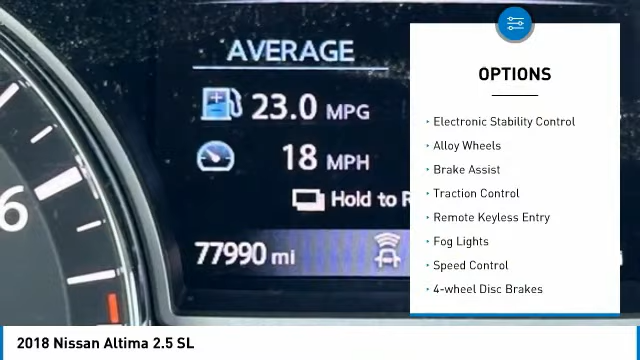 AVERAGE
23.0 MPG
18 MPH
Hold to R
77990 mi
6
OPTIONS
· Electronic Stability Control
· Alloy Wheels
· Brake Assist
· Traction Control
· Remote Keyless Entry
· Fog Lights
· Speed Control
· 4-wheel Disc Brakes
2018 Nissan Altima 2.5 SL